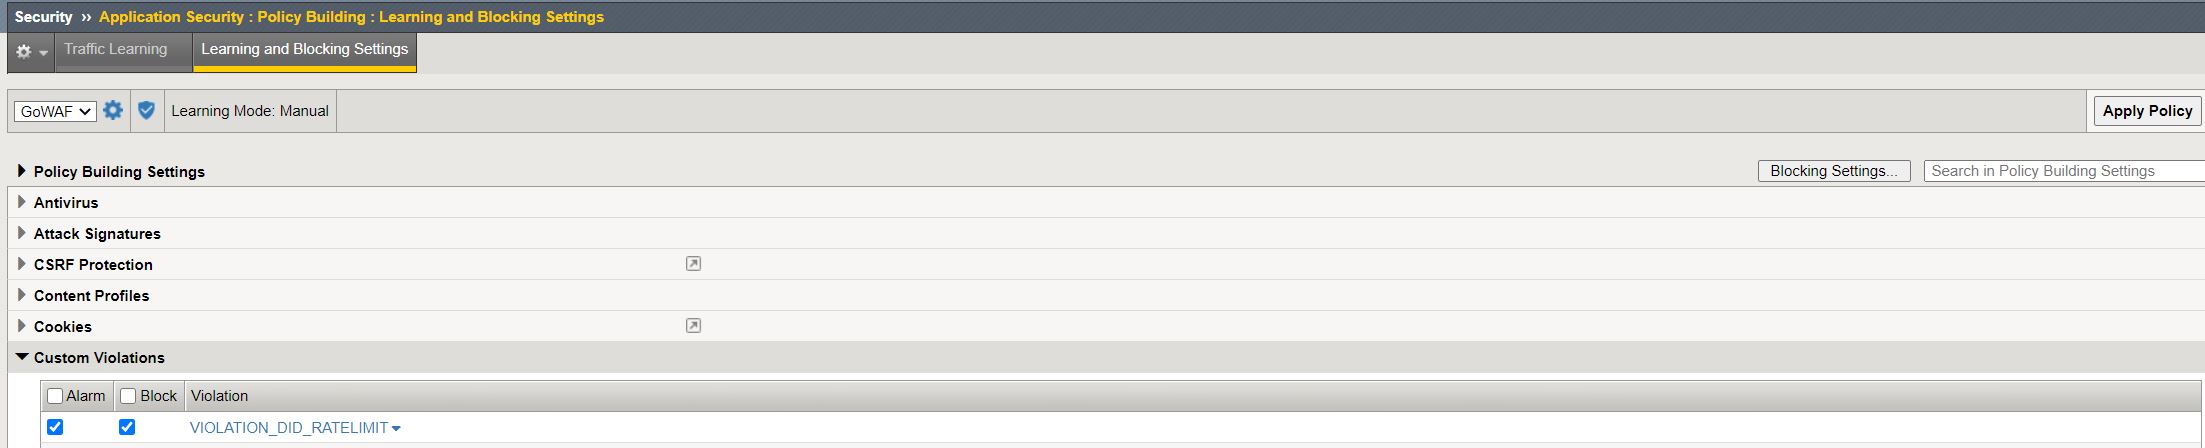 Security ›› Application Security : Policy Building : Learning and Blocking Settings
Traffic Learning Learning and Blocking Settings
GoWAF Learning Mode: Manual Apply Policy
Policy Building Settings Blocking Settings... Search in Policy Building Settings
Antivirus
Attack Signatures
CSRF Protection
Content Profiles
Cookies
Custom Violations
Alarm Block Violation
VIOLATION_DID_RATELIMIT